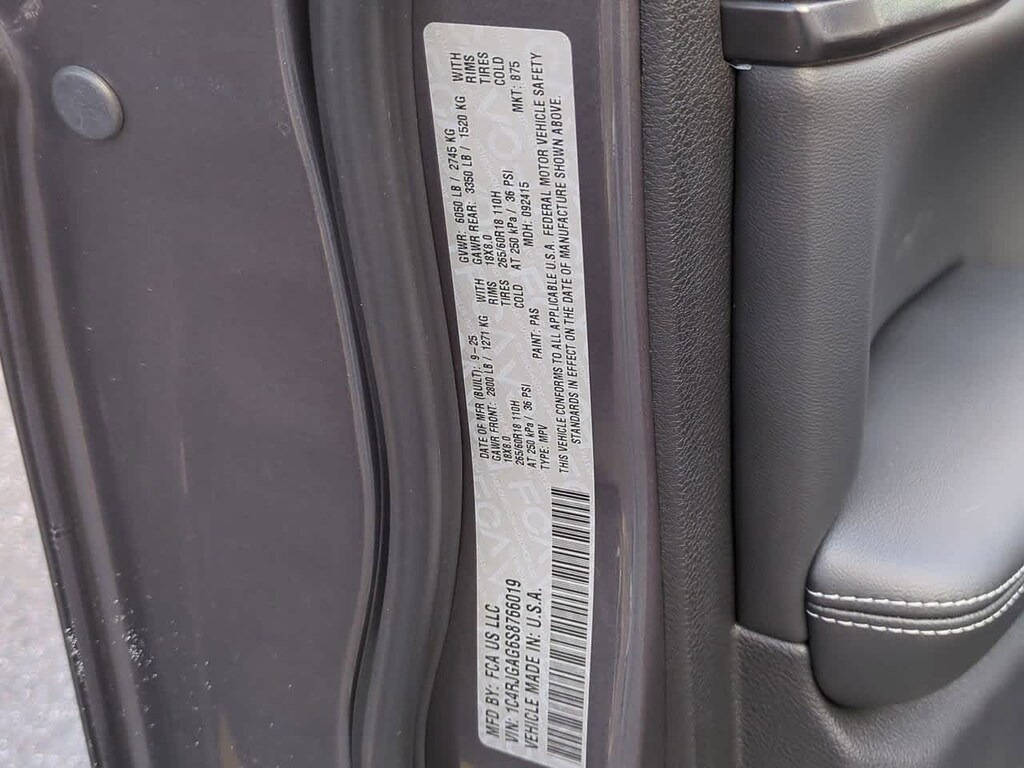 MFD BY: FCA US LLC
DATE OF MFR (BUILT): 9-25
GVWR: 6050 LB / 2745 KG
GAWR FRONT: 2800 LB / 1271 KG WITH
GAWR REAR: 3350 LB / 1520 KG WITH
18X8.0 RIMS
18X8.0 RIMS
265/60R18 110H TIRES
265/60R18 110H TIRES
AT 250 kPa / 36 PSI COLD
AT 250 kPa / 36 PSI COLD
VIN: 1C4RJGAG6S8766019
TYPE: MPV PAINT: PAS MDH: 092415 MKT: 875
VEHICLE MADE IN: U.S.A.
THIS VEHICLE CONFORMS TO ALL APPLICABLE U.S.A. FEDERAL MOTOR VEHICLE SAFETY
STANDARDS IN EFFECT ON THE DATE OF MANUFACTURE SHOWN ABOVE.